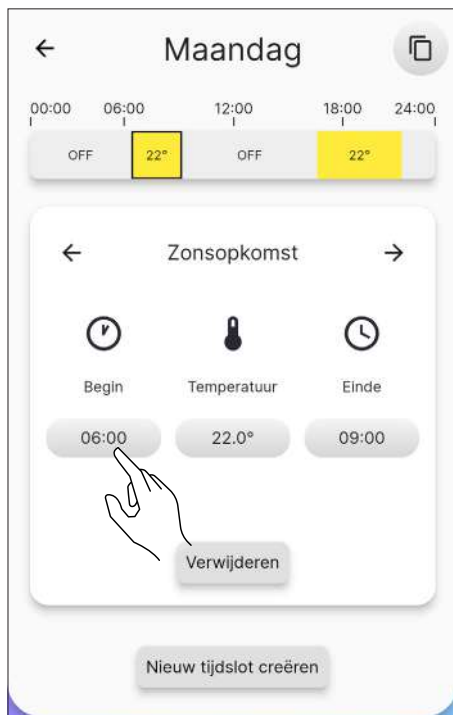 Maandag
00:00 06:00 12:00 18:00 24:00
OFF 22° OFF 22°
Zonsopkomst
Begin Temperatuur Einde
06:00 22.0° 09:00
Verwijderen
Nieuw tijdslot creëren